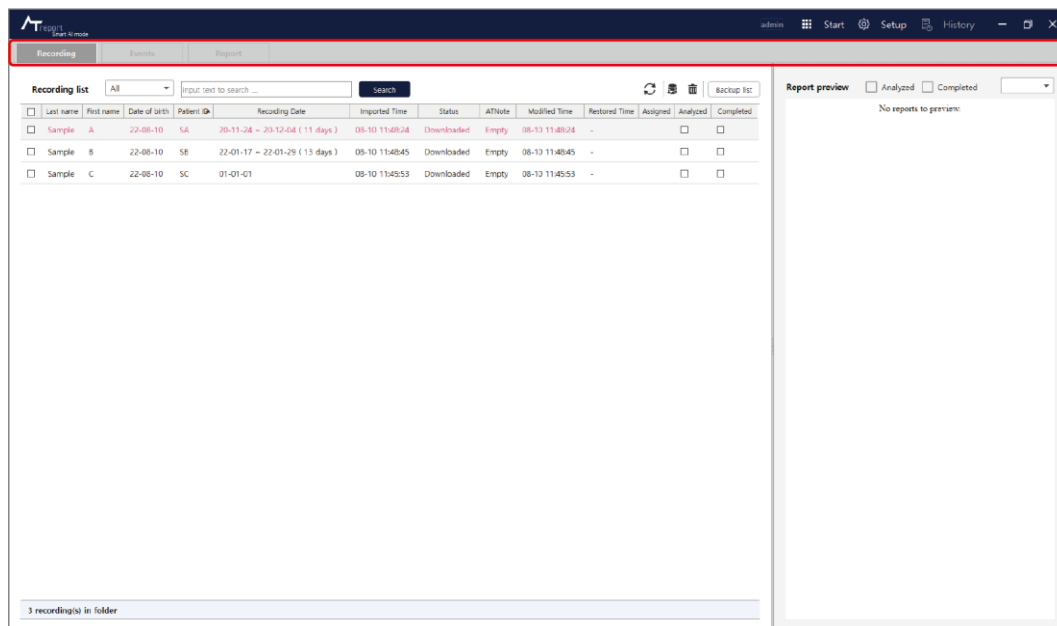 ATreport
Smart AI mode
admin Start Setup History
Recording Events Report
Recording list All Input text to search ... Search Backup list
Last name First name Date of birth Patient ID Recording Date Imported Time Status ATNote Modified Time Restored Time Assigned Analyzed Completed
Sample A 22-08-10 SA 20-11-24 ~ 20-12-04 ( 11 days ) 08-10 11:48:24 Downloaded Empty 08-10 11:48:24 -
Sample B 22-08-10 SB 22-01-17 ~ 22-01-29 ( 13 days ) 08-10 11:48:45 Downloaded Empty 08-10 11:48:45 -
Sample C 22-08-10 SC 01-01-01 08-10 11:45:53 Downloaded Empty 08-10 11:45:53 -
3 recording(s) in folder
Report preview Analyzed Completed
No reports to preview.